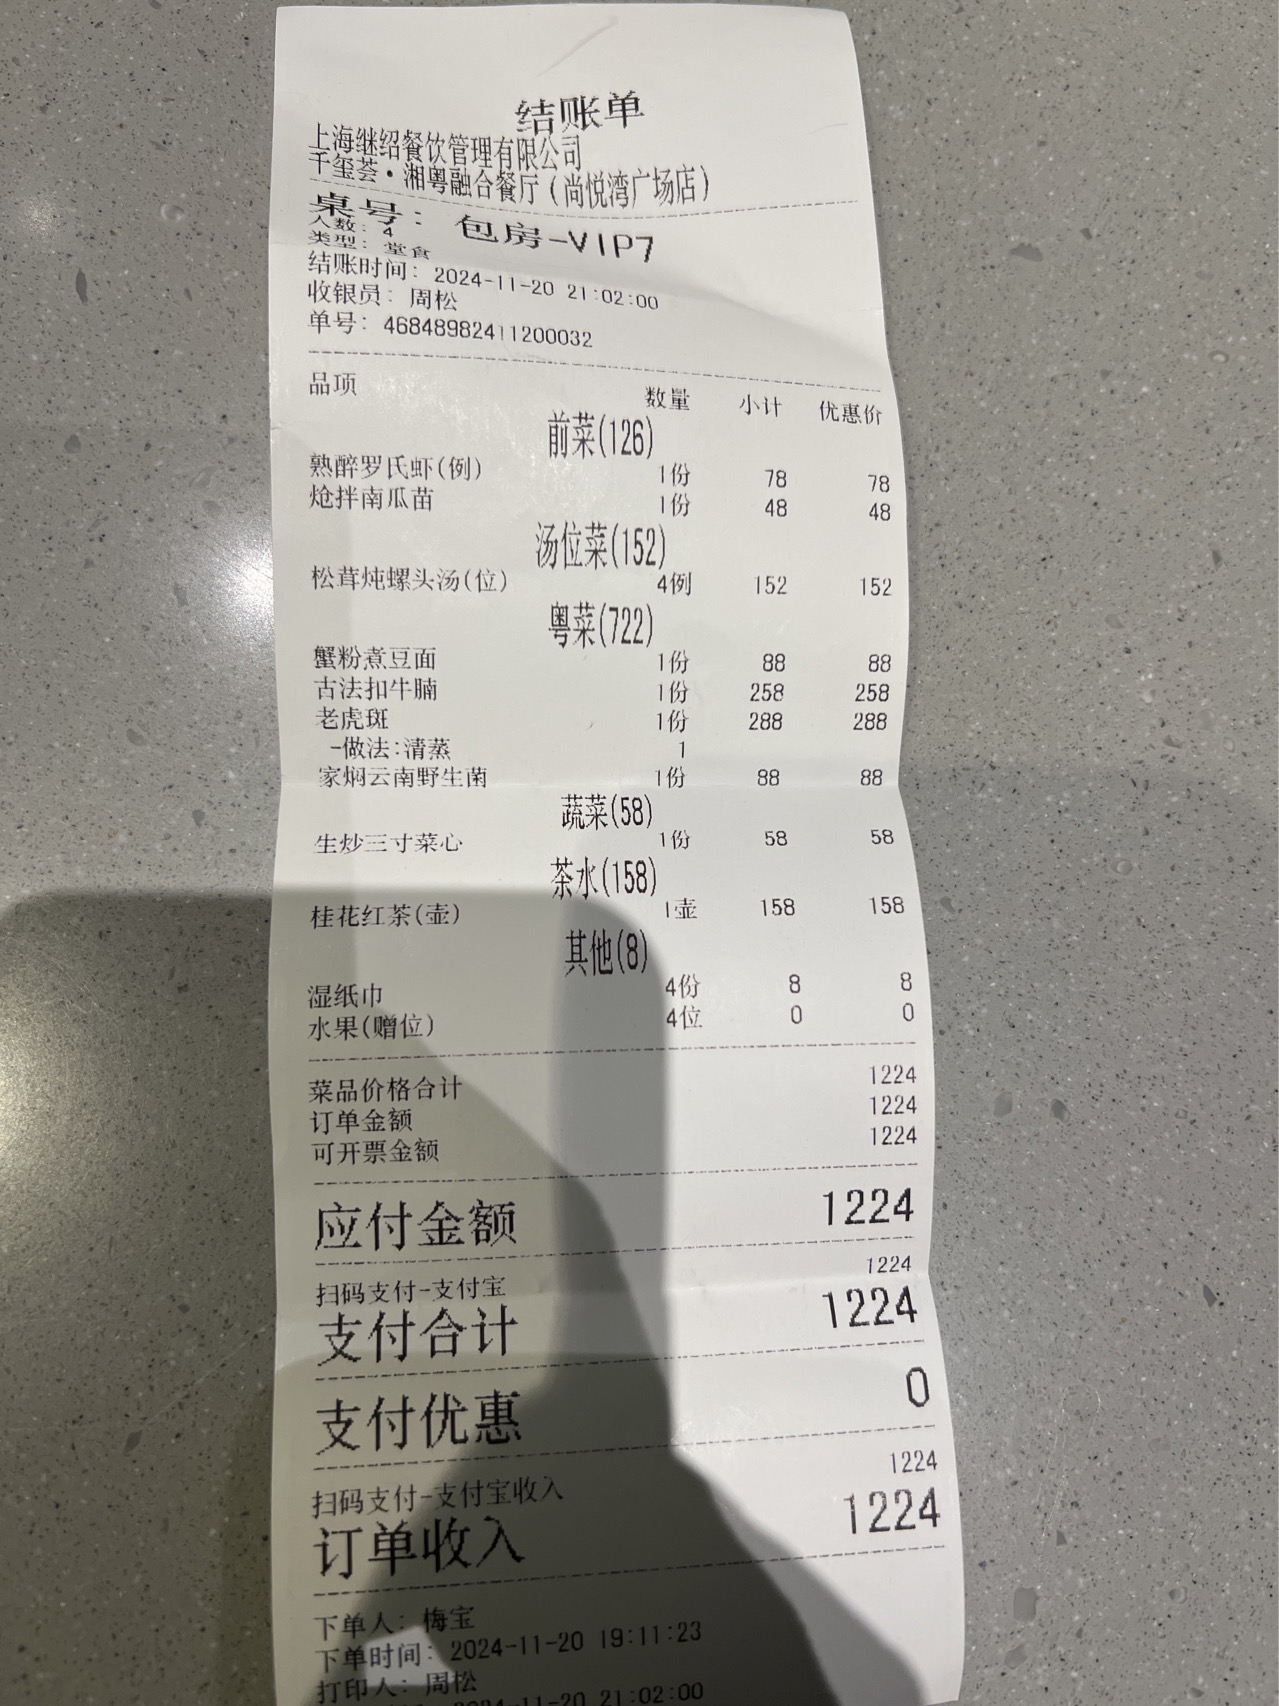 结账单
上海继绍餐饮管理有限公司
千玺荟·湘粤融合餐厅(尚悦湾广场店)
桌号: 包房-VIP7
人数: 4
类型: 堂食
结账时间: 2024-11-20 21:02:00
收银员: 周松
单号: 46848982411200032
品项 数量 小计 优惠价
前菜(126)
熟醉罗氏虾(例) 1份 78 78
炝拌南瓜苗 1份 48 48
汤位菜(152)
松茸炖螺头汤(位) 4例 152 152
粤菜(722)
蟹粉煮豆面 1份 88 88
古法扣牛腩 1份 258 258
老虎斑 1份 288 288
-做法:清蒸 1
家焖云南野生菌 1份 88 88
蔬菜(58)
生炒三寸菜心 1份 58 58
茶水(158)
桂花红茶(壶) 1壶 158 158
其他(8)
湿纸巾 4份 8 8
水果(赠位) 4位 0 0
菜品价格合计 1224
订单金额 1224
可开票金额 1224
应付金额 1224
扫码支付-支付宝 1224
支付合计 1224
支付优惠 0
扫码支付-支付宝收入 1224
订单收入 1224
下单人: 梅宝
下单时间: 2024-11-20 19:11:23
打印人: 周松
2024-11-20 21:02:00